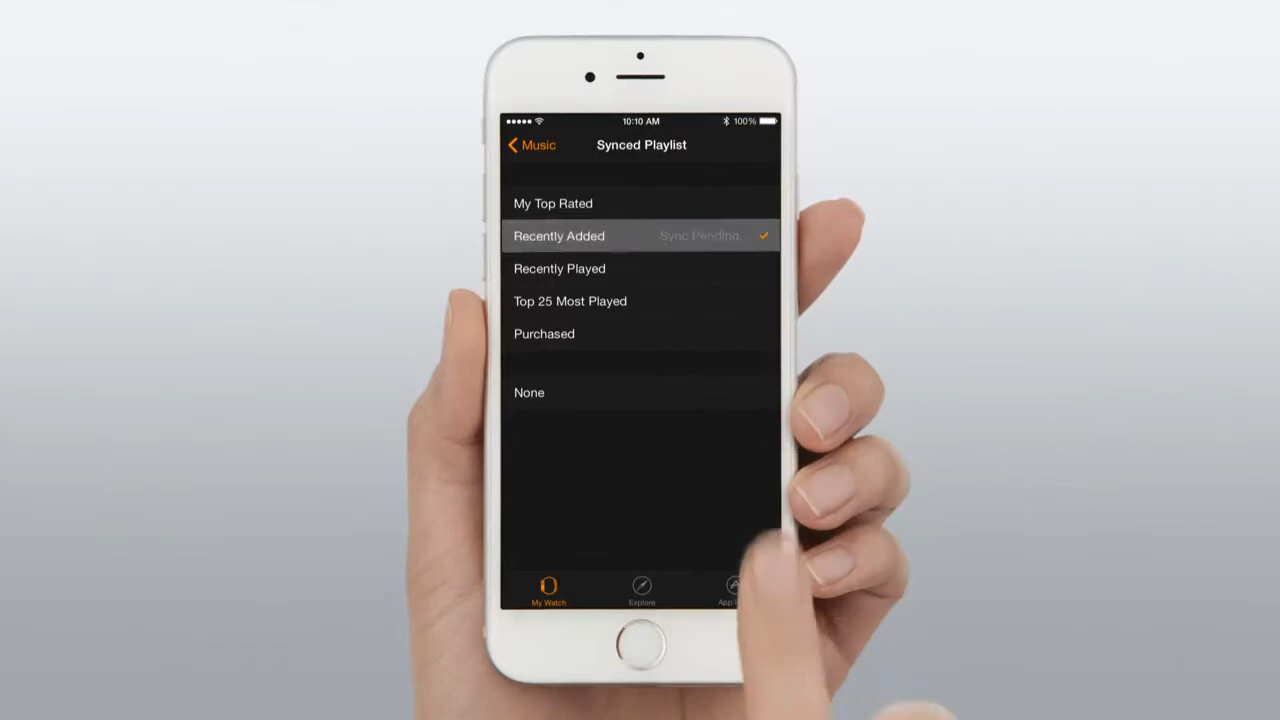 10:10 AM 100%
Music Synced Playlist
My Top Rated
Recently Added Sync Pending
Recently Played
Top 25 Most Played
Purchased
None
My Watch Explore App